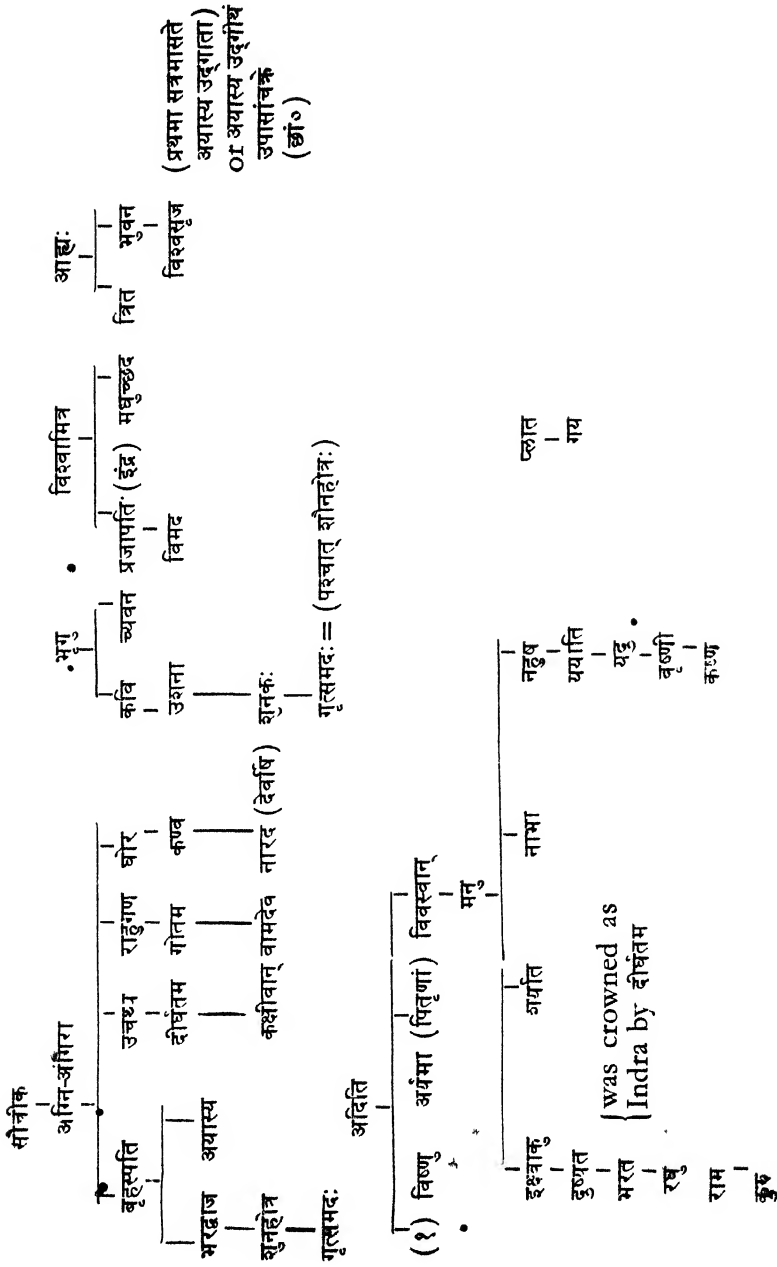 सौचीक
अग्नि-अंगिरा
बृहस्पति उचथ्य राहूगण घोर
भरद्वाज अयास्य दीर्घतम गोतम कण्व
शुनहोत्र कक्षीवान् वामदेव नारद (देवर्षि)
गृत्समदः
भृगु
कवि च्यवन
उशना
शुनकः
गृत्समदः = (पश्चात् शौनहोत्रः)
विश्वामित्र
प्रजापति (इंद्र) मधुच्छद
विमद
आह्यः
त्रित भुवन
विश्वसृज
(प्रथमा सत्रमासते
अयास्य उद्‌गाता)
or अयास्य उद्‌गीथं
उपासांचक्रे
(छां०)
अदिति
(१) विष्णु अर्यमा (पितृणां) विवस्वान्
मनु
इक्ष्वाकु शर्यात नाभा नहुष
दुष्यत ययाति
भरत यदु
रघु वृष्णी
राम कृष्ण
कुरु
{was crowned as
{Indra by दीर्घतम
प्लात
गय